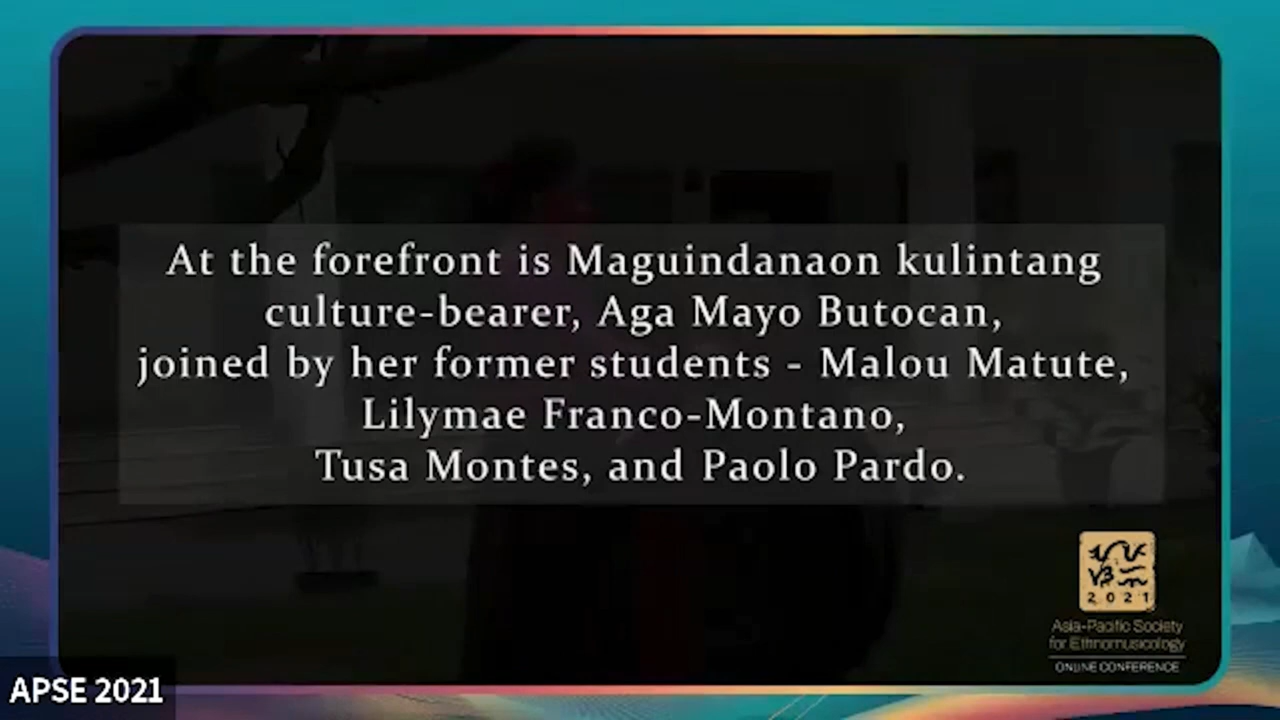 At the forefront is Maguindanaon kulintang
culture-bearer, Aga Mayo Butocan,
joined by her former students - Malou Matute,
Lilymae Franco-Montano,
Tusa Montes, and Paolo Pardo.
2021
Asia-Pacific Society
for Ethnomusicology
ONLINE CONFERENCE
APSE 2021